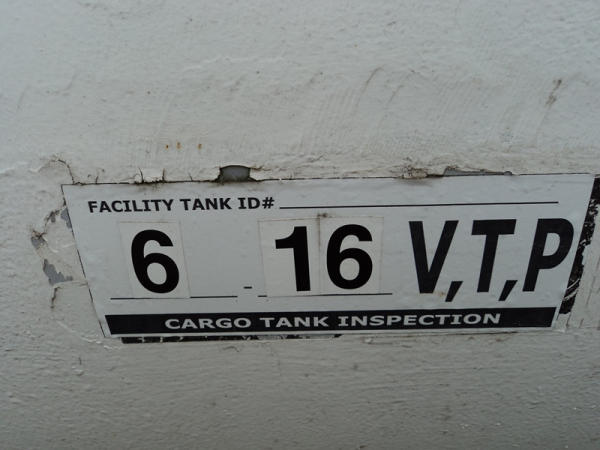 FACILITY TANK ID#
6 - 16 V,T,P
CARGO TANK INSPECTION